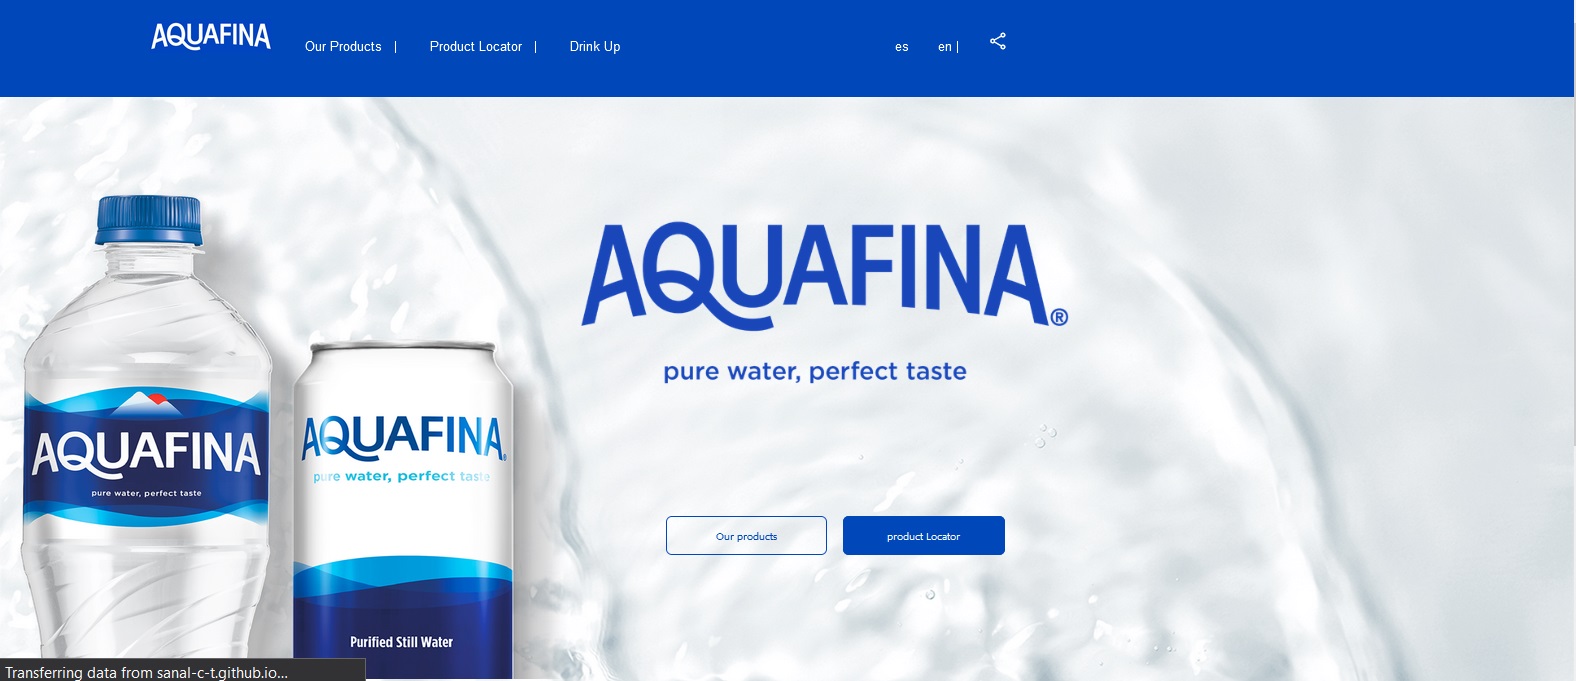 AQUAFINA
Our Products |
Product Locator |
Drink Up
es
en |
AQUAFINA®
pure water, perfect taste
AQUAFINA
pure water, perfect taste
AQUAFINA®
pure water, perfect taste
Purified Still Water
Our products
product Locator
Transferring data from sanal-c-t.github.io...